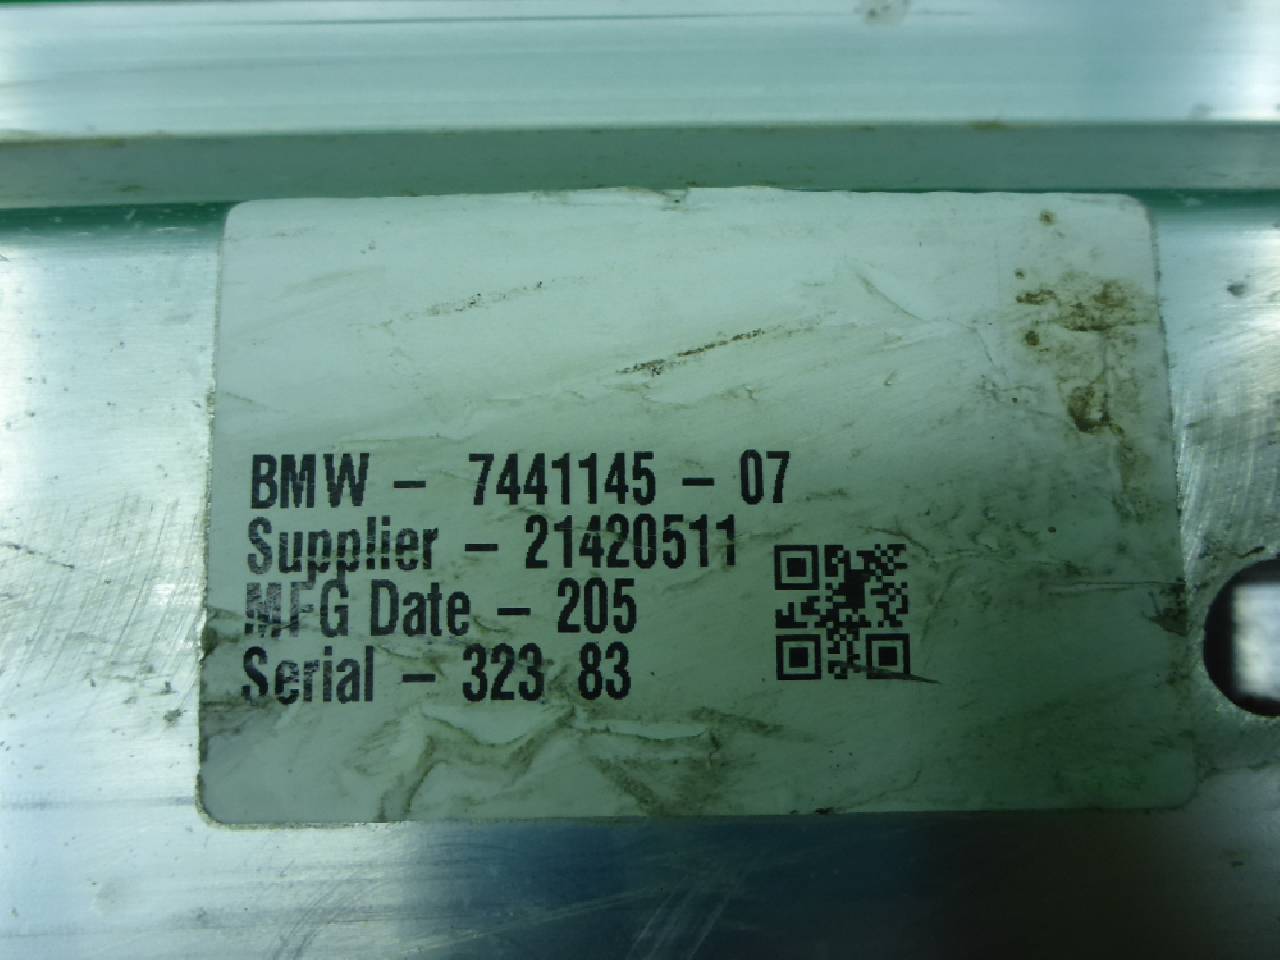 BMW - 7441145 - 07
Supplier - 21420511
MFG Date - 205
Serial - 323 83